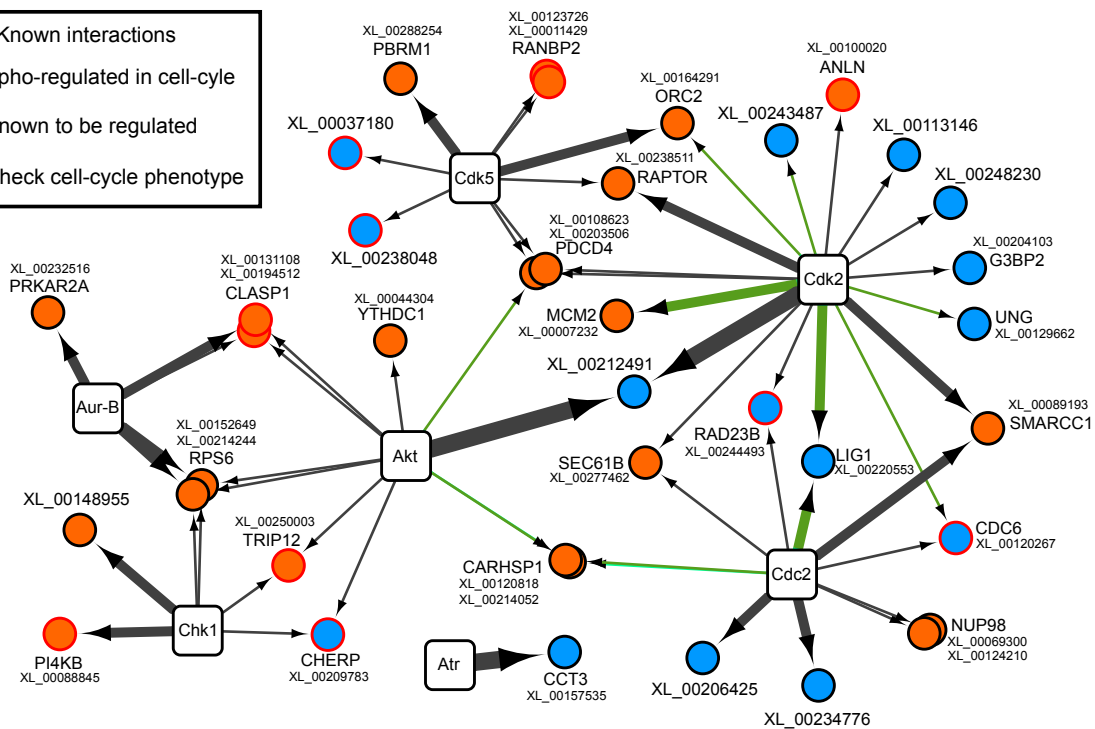 Known interactions
pho-regulated in cell-cyle
nown to be regulated
heck cell-cycle phenotype
XL_00288254
PBRM1
XL_00123726
XL_00011429
RANBP2
XL_00100020
ANLN
XL_00164291
ORC2
XL_00243487
XL_00113146
XL_00037180
Cdk5
XL_00238511
RAPTOR
XL_00248230
XL_00238048
XL_00108623
XL_00203506
PDCD4
Cdk2
XL_00204103
G3BP2
XL_00232516
PRKAR2A
XL_00131108
XL_00194512
CLASP1
XL_00044304
YTHDC1
MCM2
XL_00007232
UNG
XL_00129662
XL_00212491
Aur-B
XL_00152649
XL_00214244
RPS6
Akt
RAD23B
XL_00244493
XL_00089193
SMARCC1
SEC61B
XL_00277462
LIG1
XL_00220553
XL_00148955
XL_00250003
TRIP12
CDC6
XL_00120267
CARHSP1
XL_00120818
XL_00214052
Cdc2
Chk1
PI4KB
XL_00088845
CHERP
XL_00209783
Atr
CCT3
XL_00157535
NUP98
XL_00069300
XL_00124210
XL_00206425
XL_00234776